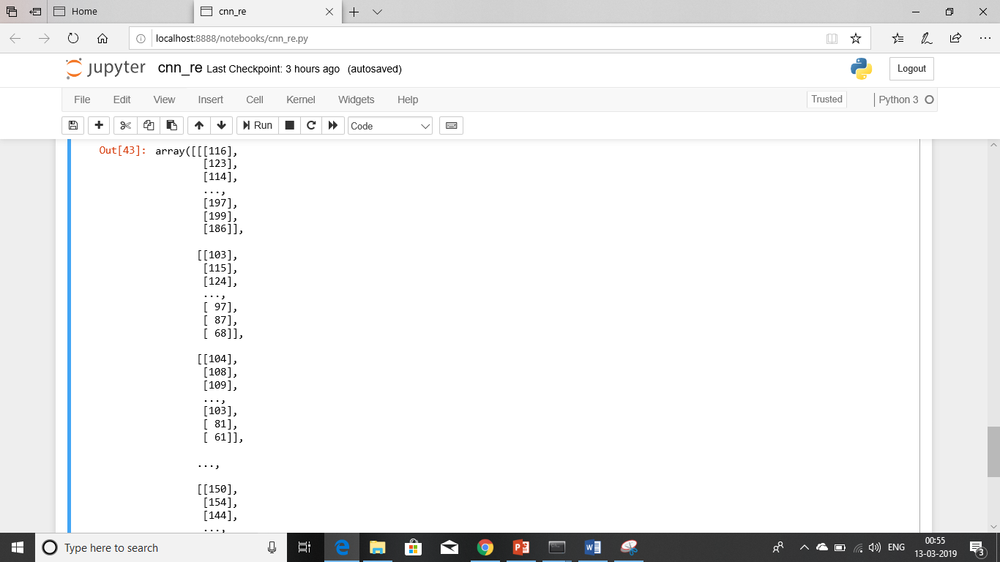 Home
cnn_re
localhost:8888/notebooks/cnn_re.py
jupyter cnn_re Last Checkpoint: 3 hours ago (autosaved)
Logout
File Edit View Insert Cell Kernel Widgets Help
Trusted
Python 3
Run
Code
Out[43]: array([[[116],
[123],
[114],
...,
[197],
[199],
[186]],
[[103],
[115],
[124],
...,
[ 97],
[ 87],
[ 68]],
[[104],
[108],
[109],
...,
[103],
[ 81],
[ 61]],
...,
[[150],
[154],
[144],
...,
Type here to search
ENG
00:55
13-03-2019
3